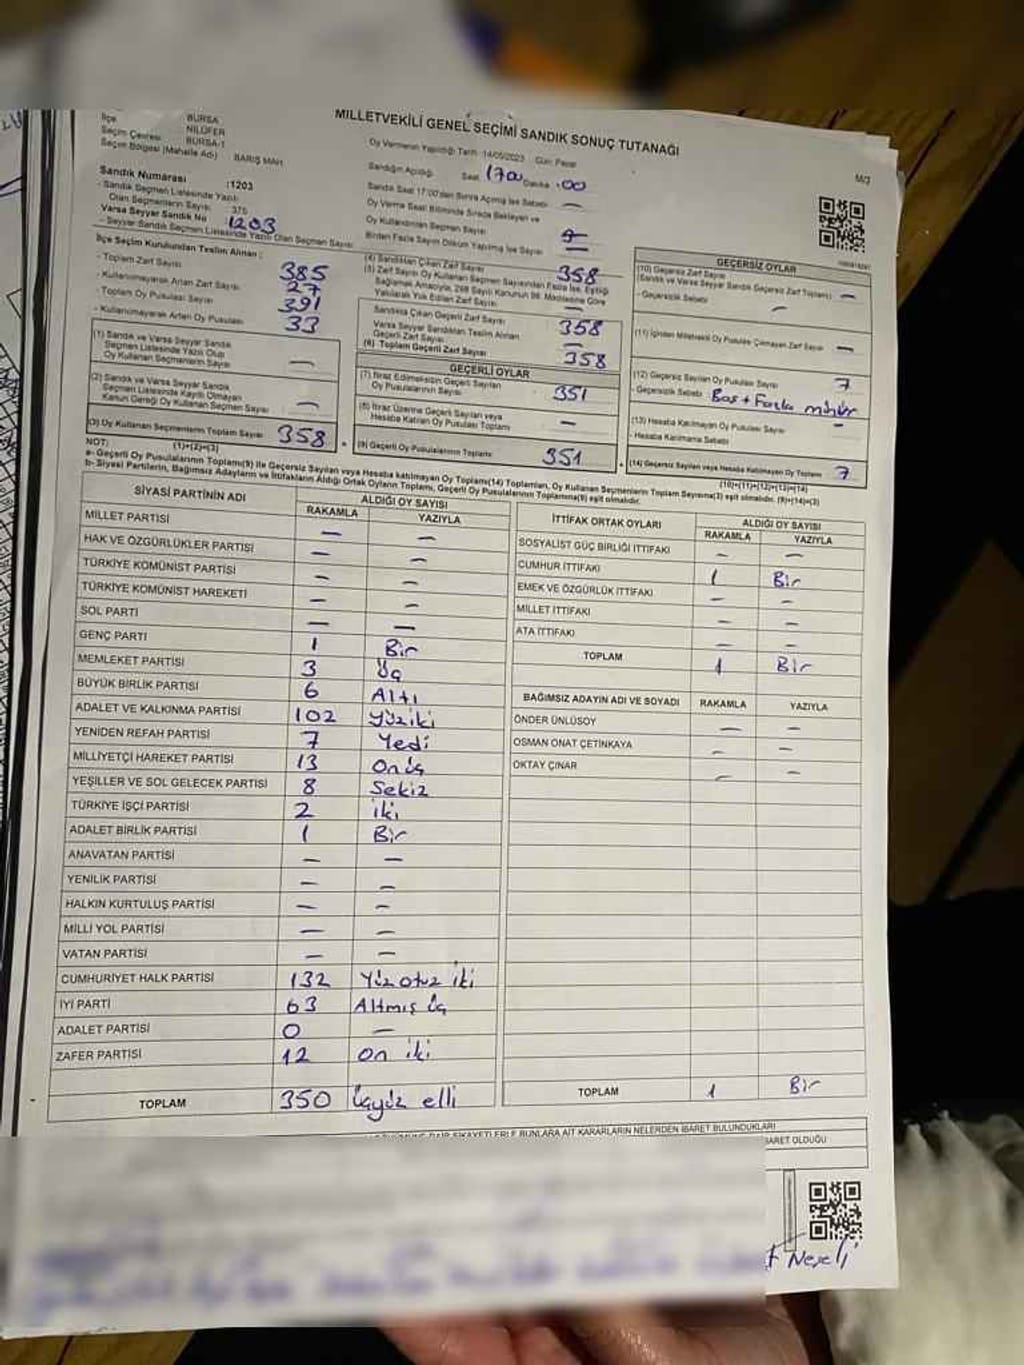 MİLLETVEKİLİ GENEL SEÇİMİ SANDIK SONUÇ TUTANAĞI
İlçe BURSA
Seçim Çevresi NİLÜFER
BURSA-1
Seçim Bölgesi (Mahalle Adı) BARIŞ MAH.
Oy Vermenin Yapıldığı Tarih :14/05/2023 Gün: Pazar
Sandığın Açıldığı Saat 17:00 Dakika :00
Sandık Numarası :1203
- Sandık Seçmen Listesinde Yazılı Olan Seçmen Sayısı : 375
Varsa Seyyar Sandık No 1203
- Seyyar Sandık Seçmen Listesinde Yazılı Olan Seçmen Sayısı
Sandık Saat 17:00'den Sonra Açılmış İse Sebebi —
Oy Verme Saati Bitiminde Sırada Bekleyen ve
Oy Kullandırılan Seçmen Sayısı
Birden Fazla Sayım Döküm Yapılmış İse Sayısı
İlçe Seçim Kurulundan Teslim Alınan :
- Toplam Zarf Sayısı 385
- Kullanılmayarak Artan Zarf Sayısı 27
- Toplam Oy Pusulası Sayısı 391
- Kullanılmayarak Artan Oy Pusulası 33
(1) Sandık ve Varsa Seyyar Sandık
Seçmen Listesinde Yazılı Olup
Oy Kullanan Seçmenlerin Sayısı —
(2) Sandık ve Varsa Seyyar Sandık
Seçmen Listesinde Kayıtlı Olmayan
Kanun Gereği Oy Kullanan Seçmen Sayısı —
(3) Oy Kullanan Seçmenlerin Toplam Sayısı 358
(1)+(2)=(3)
(4) Sandıktan Çıkan Zarf Sayısı 358
(5) Zarf Sayısı Oy Kullanan Seçmen Sayısından Fazla İse, Eşitliği
Sağlamak Amacıyla, 298 Sayılı Kanunun 98. Maddesine Göre
Yakılarak Yok Edilen Zarf Sayısı —
Sandıkta Çıkan Geçerli Zarf Sayısı 358
Varsa Seyyar Sandıktan Teslim Alınan
Geçerli Zarf Sayısı —
(6) Toplam Geçerli Zarf Sayısı 358
GEÇERLİ OYLAR
(7) İtiraz Edilmeksizin Geçerli Sayılan
Oy Pusulalarının Sayısı 351
(8) İtiraz Üzerine Geçerli Sayılan veya
Hesaba Katılan Oy Pusulası Toplamı —
(9) Geçerli Oy Pusulalarının Toplamı 351
GEÇERSİZ OYLAR
(10) Geçersiz Zarf Sayısı
(Sandık ve Varsa Seyyar Sandık Geçersiz Zarf Toplamı) —
- Geçersizlik Sebebi —
(11) İçinden Milletvekili Oy Pusulası Çıkmayan Zarf Sayısı —
(12) Geçersiz Sayılan Oy Pusulası Sayısı 7
- Geçersizlik Sebebi Boş + Fazla mühür
(13) Hesaba Katılmayan Oy Pusulası Sayısı —
- Hesaba Katılmama Sebebi
(14) Geçersiz Sayılan veya Hesaba Katılmayan Oy Toplamı 7
(10)+(11)+(12)+(13)=(14)
NOT:
a- Geçerli Oy Pusulalarının Toplamı(9) ile Geçersiz Sayılan veya Hesaba katılmayan Oy Toplamı(14) Toplamları, Oy Kullanan Seçmenlerin Toplam Sayısına(3) eşit olmalıdır. (9)+(14)=(3)
b- Siyasi Partilerin, Bağımsız Adayların ve İttifakların Aldığı Ortak Oyların Toplamı, Geçerli Oy Pusulalarının Toplamına(9) eşit olmalıdır.
SİYASİ PARTİNİN ADI ALDIĞI OY SAYISI
RAKAMLA YAZIYLA
MİLLET PARTİSİ — —
HAK VE ÖZGÜRLÜKLER PARTİSİ — —
TÜRKİYE KOMÜNİST PARTİSİ — —
TÜRKİYE KOMÜNİST HAREKETİ — —
SOL PARTİ — —
GENÇ PARTİ 1 Bir
MEMLEKET PARTİSİ 3 Üç
BÜYÜK BİRLİK PARTİSİ 6 Altı
ADALET VE KALKINMA PARTİSİ 102 Yüziki
YENİDEN REFAH PARTİSİ 7 Yedi
MİLLİYETÇİ HAREKET PARTİSİ 13 Onüç
YEŞİLLER VE SOL GELECEK PARTİSİ 8 Sekiz
TÜRKİYE İŞÇİ PARTİSİ 2 iki
ADALET BİRLİK PARTİSİ 1 Bir
ANAVATAN PARTİSİ — —
YENİLİK PARTİSİ — —
HALKIN KURTULUŞ PARTİSİ — —
MİLLİ YOL PARTİSİ — —
VATAN PARTİSİ — —
CUMHURİYET HALK PARTİSİ 132 Yüz otuz iki
İYİ PARTİ 63 Altmış üç
ADALET PARTİSİ 0 —
ZAFER PARTİSİ 12 on iki
TOPLAM 350 üçyüz elli
İTTİFAK ORTAK OYLARI ALDIĞI OY SAYISI
RAKAMLA YAZIYLA
SOSYALİST GÜÇ BİRLİĞİ İTTİFAKI — —
CUMHUR İTTİFAKI 1 Bir
EMEK VE ÖZGÜRLÜK İTTİFAKI — —
MİLLET İTTİFAKI — —
ATA İTTİFAKI — —
TOPLAM 1 Bir
BAĞIMSIZ ADAYIN ADI VE SOYADI RAKAMLA YAZIYLA
ÖNDER ÜNLÜSOY — —
OSMAN ONAT ÇETİNKAYA — —
OKTAY ÇINAR — —
TOPLAM 1 Bir
KARARLARIN NELERDEN İBARET BULUNDUKLARI